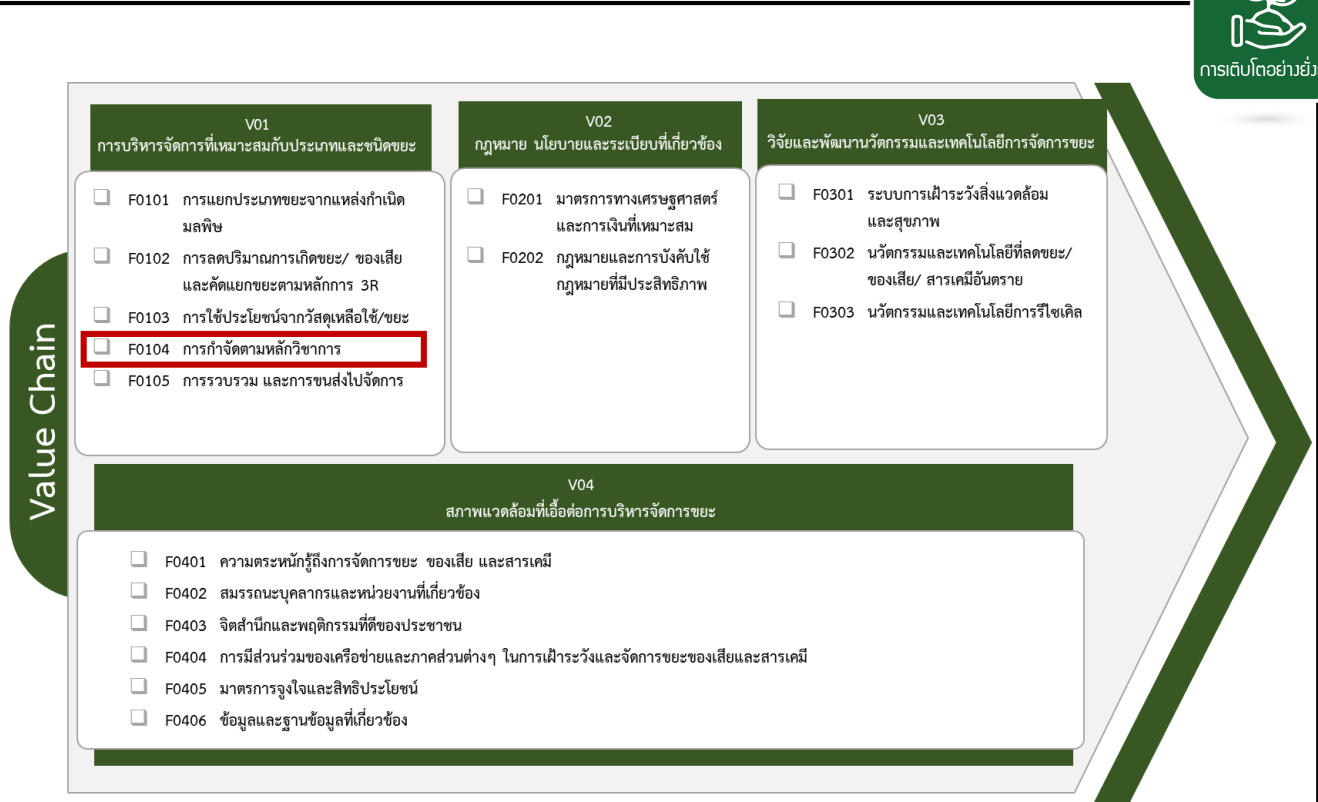 การเติบโตอย่างยั่ง
V01
การบริหารจัดการที่เหมาะสมกับประเภทและชนิดขยะ
F0101 การแยกประเภทขยะจากแหล่งกำเนิด
มลพิษ
F0102 การลดปริมาณการเกิดขยะ/ ของเสีย
และคัดแยกขยะตามหลักการ 3R
F0103 การใช้ประโยชน์จากวัสดุเหลือใช้/ขยะ
F0104 การกำจัดตามหลักวิชาการ
F0105 การรวบรวม และการขนส่งไปจัดการ
V02
กฎหมาย นโยบายและระเบียบที่เกี่ยวข้อง
F0201 มาตรการทางเศรษฐศาสตร์
และการเงินที่เหมาะสม
F0202 กฎหมายและการบังคับใช้
กฎหมายที่มีประสิทธิภาพ
V03
วิจัยและพัฒนานวัตกรรมและเทคโนโลยีการจัดการขยะ
F0301 ระบบการเฝ้าระวังสิ่งแวดล้อม
และสุขภาพ
F0302 นวัตกรรมและเทคโนโลยีที่ลดขยะ/
ของเสีย/ สารเคมีอันตราย
F0303 นวัตกรรมและเทคโนโลยีการรีไซเคิล
Value Chain
V04
สภาพแวดล้อมที่เอื้อต่อการบริหารจัดการขยะ
F0401 ความตระหนักรู้ถึงการจัดการขยะ ของเสีย และสารเคมี
F0402 สมรรถนะบุคลากรและหน่วยงานที่เกี่ยวข้อง
F0403 จิตสำนึกและพฤติกรรมที่ดีของประชาชน
F0404 การมีส่วนร่วมของเครือข่ายและภาคส่วนต่างๆ ในการเฝ้าระวังและจัดการขยะของเสียและสารเคมี
F0405 มาตรการจูงใจและสิทธิประโยชน์
F0406 ข้อมูลและฐานข้อมูลที่เกี่ยวข้อง